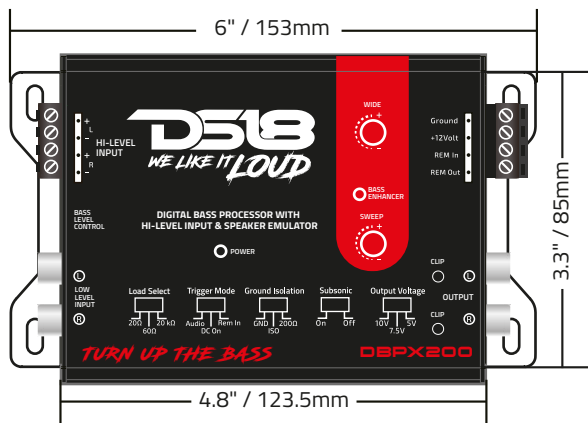 6" / 153mm
WIDE
- +
+
L
-
HI-LEVEL
INPUT
+
R
-
DS18
WE LIKE IT LOUD
Ground
+12Volt
REM In
REM Out
BASS
ENHANCER
BASS
LEVEL
CONTROL
DIGITAL BASS PROCESSOR WITH
HI-LEVEL INPUT & SPEAKER EMULATOR
SWEEP
+
-
POWER
3.3" / 85mm
L
LOW
LEVEL
INPUT
R
Load Select
20Ω 20 kΩ
60Ω
Trigger Mode
Audio Rem In
DC On
Ground Isolation
GND 200Ω
ISO
Subsonic
On Off
Output Voltage
10V 5V
7.5V
CLIP
L
OUTPUT
CLIP
R
TURN UP THE BASS
DBPX200
4.8" / 123.5mm